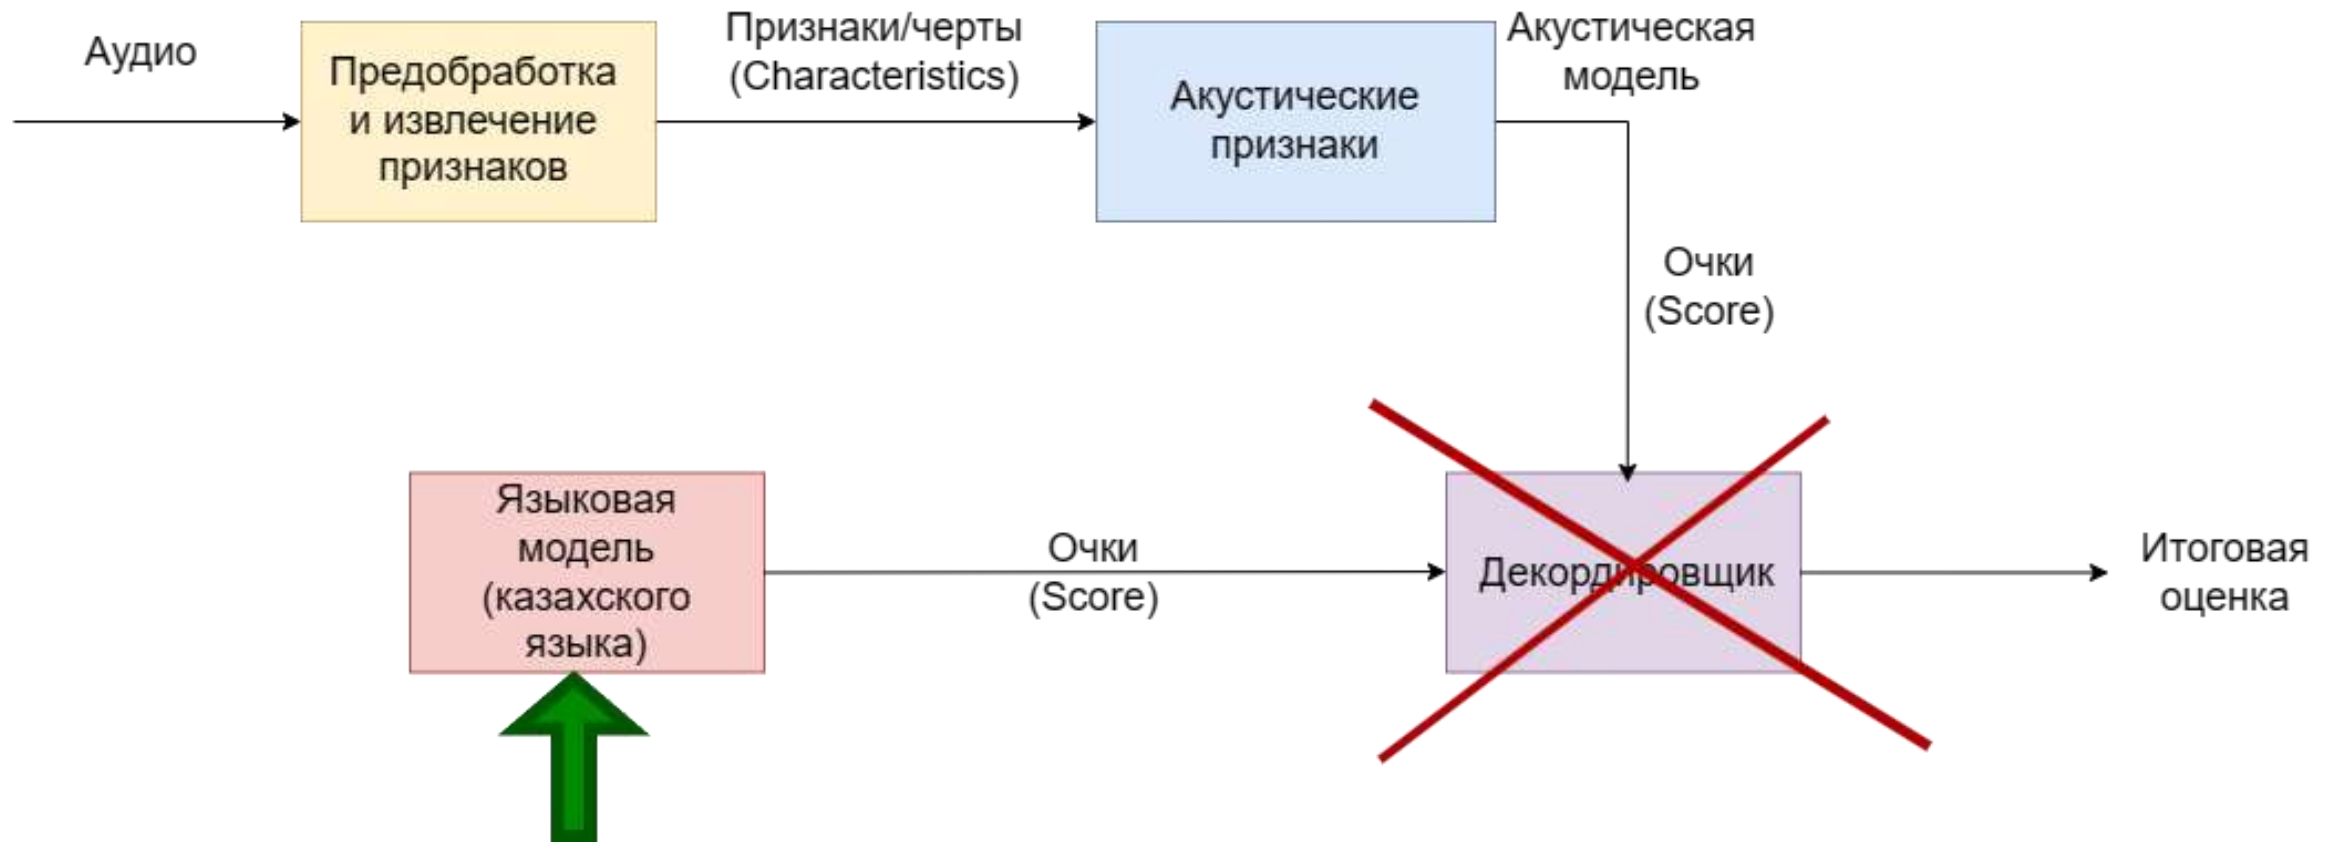 Аудио
Предобработка
и извлечение
признаков
Признаки/черты
(Characteristics)
Акустические
признаки
Акустическая
модель
Очки
(Score)
Языковая
модель
(казахского
языка)
Очки
(Score)
Декордировщик
Итоговая
оценка